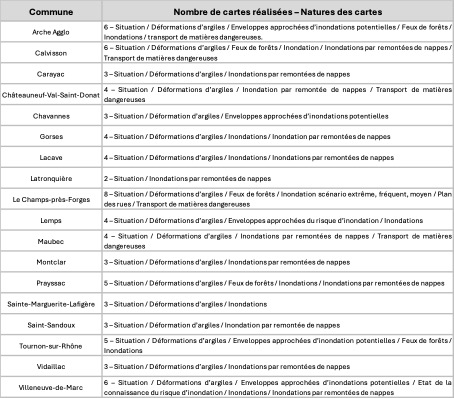 Commune Nombre de cartes réalisées – Natures des cartes
Arche Agglo 6 – Situation / Déformations d'argiles / Enveloppes approchées d'inondations potentielles / Feux de forêts /
Inondations / transport de matières dangereuses.
Calvisson 6 – Situation / Déformations d'argiles / Feux de forêts / Inondation / Inondations par remontées de nappes /
Transport de matières dangereuses
Carayac 3 – Situation / Déformations d'argiles / Inondations par remontées de nappes
Châteauneuf-Val-Saint-Donat 4 – Situation / Déformations d'argiles / Inondation par remontée de nappes / Transport de matières
dangereuses
Chavannes 3 – Situation / Déformation d'argiles / Enveloppes approchées d'inondations potentielles
Gorses 4 – Situation / Déformations d'argiles / Inondations / Inondation par remontées de nappes
Lacave 4 – Situation / Déformations d'argiles / Inondations / Inondations par remontées de nappes
Latronquière 2 – Situation / Inondations par remontées de nappes
Le Champs-près-Forges 8 – Situation / Déformations d'argiles / Feux de forêts / Inondation scénario extrême, fréquent, moyen / Plan
des rues / Transport de matières dangereuses
Lemps 4 – Situation / Déformations d'argiles / Enveloppes approchées du risque d'inondation / Inondations
Maubec 4 – Situation / Déformations d'argiles / Inondations par remontées de nappes / Transport de matières
dangereuses
Montclar 3 – Situation / Déformations d'argiles / Inondations par remontées de nappes
Prayssac 5 – Situation / Déformations d'argiles / Feux de forêts / Inondations / Inondations par remontées de nappes
Sainte-Marguerite-Lafigère 3 – Situation / Déformations d'argiles / Inondations
Saint-Sandoux 3 – Situation / Déformation d'argiles / Inondation par remontée de nappes
Tournon-sur-Rhône 5 – Situation / Déformations d'argiles / Enveloppes approchées d'inondation potentielles / Feux de forêts /
Inondations
Vidaillac 3 – Situation / Déformations d'argiles / Inondations par remontées de nappes
Villeneuve-de-Marc 6 – Situation / Déformations d'argiles / Enveloppes approchées d'inondations potentielles / Etat de la
connaissance du risque d'inondation / Inondations / Inondations par remontées de nappes